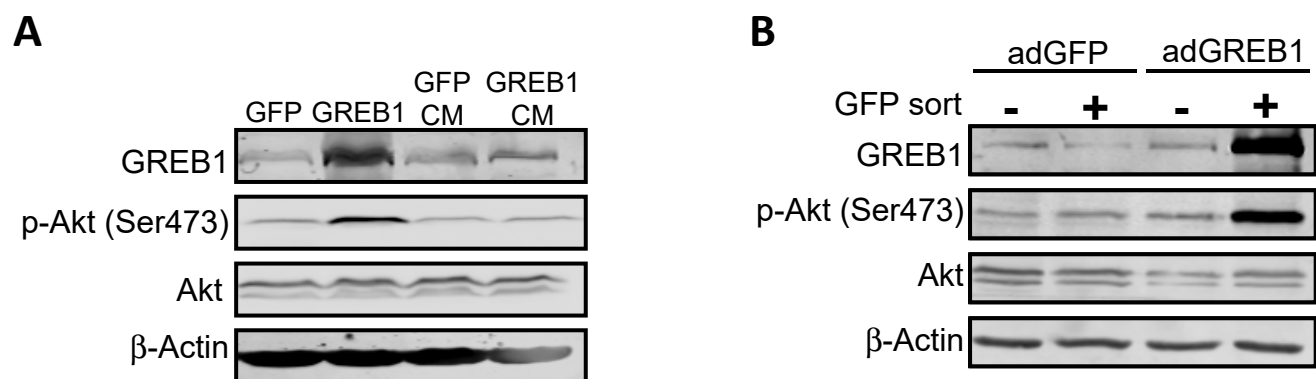 A
GFP GREB1 GFP CM GREB1 CM
GREB1
p-Akt (Ser473)
Akt
β-Actin
B
adGFP adGREB1
GFP sort - + - +
GREB1
p-Akt (Ser473)
Akt
β-Actin